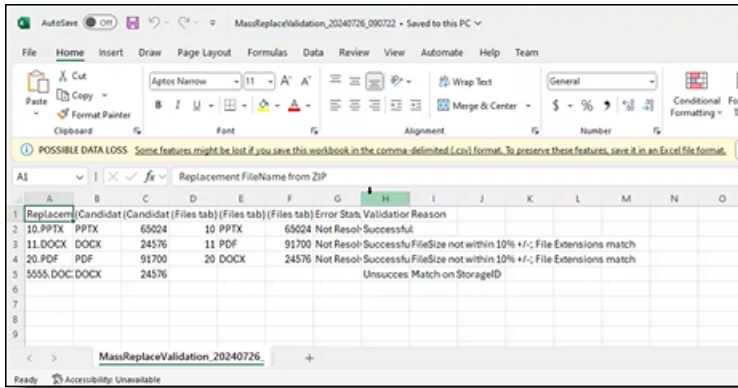 AutoSave Off MassReplaceValidation_20240726_090722 • Saved to this PC
File Home Insert Draw Page Layout Formulas Data Review View Automate Help Team
Paste Cut Copy Format Painter Clipboard
Aptos Narrow 11 B I U A A A Font
Wrap Text Merge & Center Alignment
General $ % , Number
Conditional Formatting Fo T
POSSIBLE DATA LOSS Some features might be lost if you save this workbook in the comma-delimited (.csv) format. To preserve these features, save it in an Excel file format.
A1 fx Replacement FileName from ZIP
A B C D E F G H I J K L M N O
1 Replacem (Candidat (Candidat (Files tab) (Files tab) (Files tab) Error Statu Validation Reason
2 10.PPTX PPTX 65024 10 PPTX 65024 Not Resol Successful
3 11.DOCX DOCX 24576 11 PDF 91700 Not Resol Successfu FileSize not within 10% +/-; File Extensions match
4 20.PDF PDF 91700 20 DOCX 24576 Not Resol Successfu FileSize not within 10% +/-; File Extensions match
5 5555.DOC DOCX 24576 Unsucces Match on StorageID
6
7
8
9
MassReplaceValidation_20240726_ +
Ready Accessibility: Unavailable